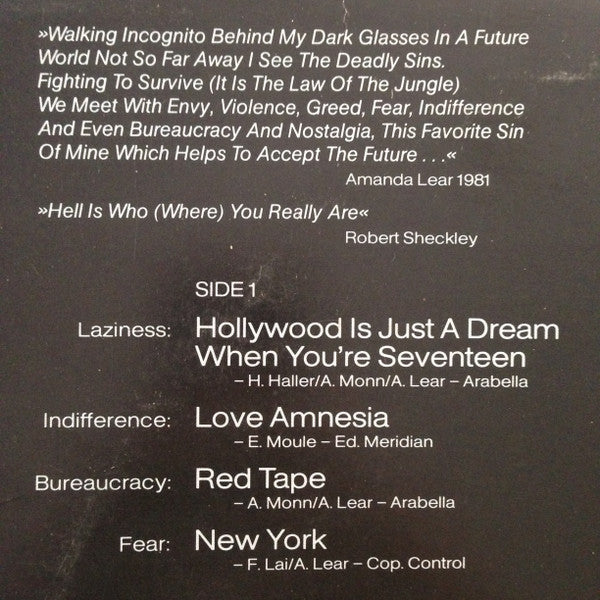 »Walking Incognito Behind My Dark Glasses In A Future
World Not So Far Away I See The Deadly Sins.
Fighting To Survive (It Is The Law Of The Jungle)
We Meet With Envy, Violence, Greed, Fear, Indifference
And Even Bureaucracy And Nostalgia, This Favorite Sin
Of Mine Which Helps To Accept The Future . . .«
Amanda Lear 1981
»Hell Is Who (Where) You Really Are«
Robert Sheckley
SIDE 1
Laziness: Hollywood Is Just A Dream
When You're Seventeen
– H. Haller/A. Monn/A. Lear – Arabella
Indifference: Love Amnesia
– E. Moule – Ed. Meridian
Bureaucracy: Red Tape
– A. Monn/A. Lear – Arabella
Fear: New York
– F. Lai/A. Lear – Cop. Control